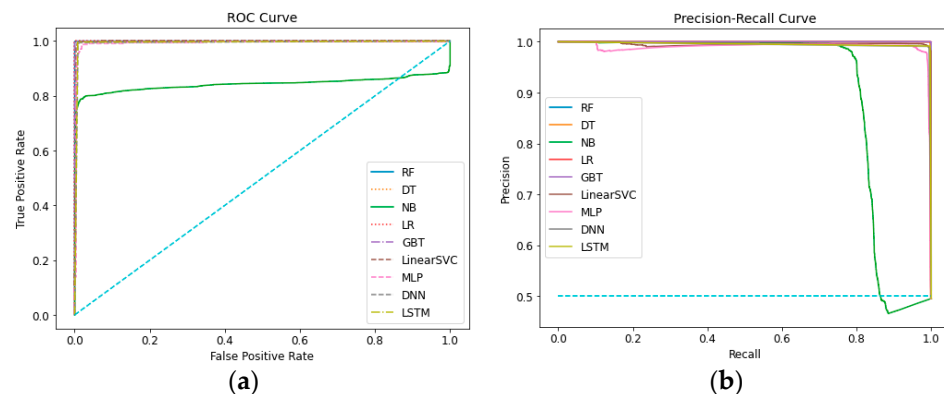 ROC Curve
True Positive Rate
1.0
0.8
0.6
0.4
0.2
0.0
RF
DT
NB
LR
GBT
LinearSVC
MLP
DNN
LSTM
0.0 0.2 0.4 0.6 0.8 1.0
False Positive Rate
(a)
Precision-Recall Curve
Precision
1.0
0.9
0.8
0.7
0.6
0.5
RF
DT
NB
LR
GBT
LinearSVC
MLP
DNN
LSTM
0.0 0.2 0.4 0.6 0.8 1.0
Recall
(b)